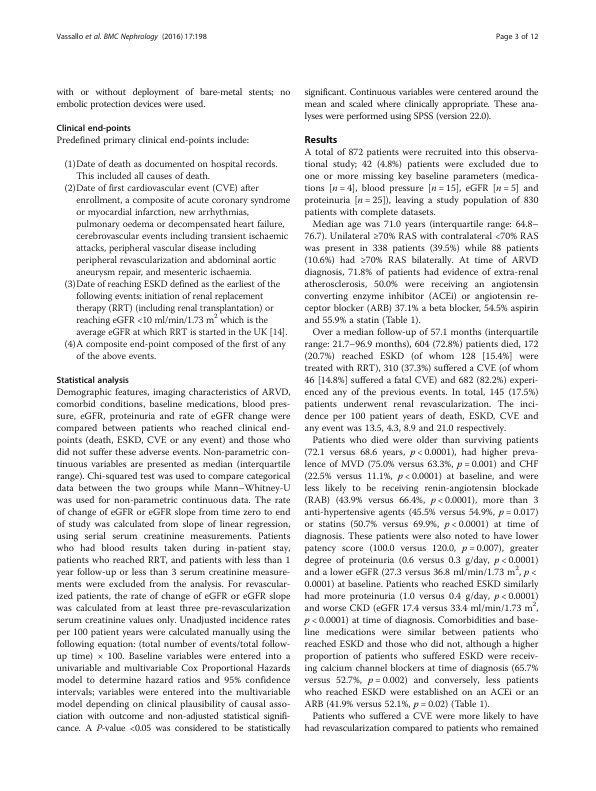 Vassallo et al. BMC Nephrology (2016) 17:198
Page 3 of 12
with or without deployment of bare-metal stents; no
embolic protection devices were used.
Clinical end-points
Predefined primary clinical end-points include:
(1)Date of death as documented on hospital records.
This included all causes of death.
(2)Date of first cardiovascular event (CVE) after
enrollment, a composite of acute coronary syndrome
or myocardial infarction, new arrhythmias,
pulmonary oedema or decompensated heart failure,
cerebrovascular events including transient ischaemic
attacks, peripheral vascular disease including
peripheral revascularization and abdominal aortic
aneurysm repair, and mesenteric ischaemia.
(3)Date of reaching ESKD defined as the earliest of the
following events: initiation of renal replacement
therapy (RRT) (including renal transplantation) or
reaching eGFR <10 ml/min/1.73 m² which is the
average eGFR at which RRT is started in the UK [14].
(4)A composite end-point composed of the first of any
of the above events.
Statistical analysis
Demographic features, imaging characteristics of ARVD,
comorbid conditions, baseline medications, blood pres-
sure, eGFR, proteinuria and rate of eGFR change were
compared between patients who reached clinical end-
points (death, ESKD, CVE or any event) and those who
did not suffer these adverse events. Non-parametric con-
tinuous variables are presented as median (interquartile
range). Chi-squared test was used to compare categorical
data between the two groups while Mann–Whitney-U
was used for non-parametric continuous data. The rate
of change of eGFR or eGFR slope from time zero to end
of study was calculated from slope of linear regression,
using serial serum creatinine measurements. Patients
who had blood results taken during in-patient stay,
patients who reached RRT, and patients with less than 1
year follow-up or less than 3 serum creatinine measure-
ments were excluded from the analysis. For revascular-
ized patients, the rate of change of eGFR or eGFR slope
was calculated from at least three pre-revascularization
serum creatinine values only. Unadjusted incidence rates
per 100 patient years were calculated manually using the
following equation: (total number of events/total follow-
up time) × 100. Baseline variables were entered into a
univariable and multivariable Cox Proportional Hazards
model to determine hazard ratios and 95% confidence
intervals; variables were entered into the multivariable
model depending on clinical plausibility of causal asso-
ciation with outcome and non-adjusted statistical signifi-
cance. A P-value <0.05 was considered to be statistically
significant. Continuous variables were centered around the
mean and scaled where clinically appropriate. These ana-
lyses were performed using SPSS (version 22.0).
Results
A total of 872 patients were recruited into this observa-
tional study; 42 (4.8%) patients were excluded due to
one or more missing key baseline parameters (medica-
tions [n = 4], blood pressure [n = 15], eGFR [n = 5] and
proteinuria [n = 25]), leaving a study population of 830
patients with complete datasets.
Median age was 71.0 years (interquartile range: 64.8–
76.7). Unilateral ≥70% RAS with contralateral <70% RAS
was present in 338 patients (39.5%) while 88 patients
(10.6%) had ≥70% RAS bilaterally. At time of ARVD
diagnosis, 71.8% of patients had evidence of extra-renal
atherosclerosis, 50.0% were receiving an angiotensin
converting enzyme inhibitor (ACEi) or angiotensin re-
ceptor blocker (ARB) 37.1% a beta blocker, 54.5% aspirin
and 55.9% a statin (Table 1).
Over a median follow-up of 57.1 months (interquartile
range: 21.7–96.9 months), 604 (72.8%) patients died, 172
(20.7%) reached ESKD (of whom 128 [15.4%] were
treated with RRT), 310 (37.3%) suffered a CVE (of whom
46 [14.8%] suffered a fatal CVE) and 682 (82.2%) experi-
enced any of the previous events. In total, 145 (17.5%)
patients underwent renal revascularization. The inci-
dence per 100 patient years of death, ESKD, CVE and
any event was 13.5, 4.3, 8.9 and 21.0 respectively.
Patients who died were older than surviving patients
(72.1 versus 68.6 years, p < 0.0001), had higher preva-
lence of MVD (75.0% versus 63.3%, p = 0.001) and CHF
(22.5% versus 11.1%, p < 0.0001) at baseline, and were
less likely to be receiving renin-angiotensin blockade
(RAB) (43.9% versus 66.4%, p < 0.0001), more than 3
anti-hypertensive agents (45.5% versus 54.9%, p = 0.017)
or statins (50.7% versus 69.9%, p < 0.0001) at time of
diagnosis. These patients were also noted to have lower
patency score (100.0 versus 120.0, p = 0.007), greater
degree of proteinuria (0.6 versus 0.3 g/day, p < 0.0001)
and a lower eGFR (27.3 versus 36.8 ml/min/1.73 m², p <
0.0001) at baseline. Patients who reached ESKD similarly
had more proteinuria (1.0 versus 0.4 g/day, p < 0.0001)
and worse CKD (eGFR 17.4 versus 33.4 ml/min/1.73 m²,
p < 0.0001) at time of diagnosis. Comorbidities and base-
line medications were similar between patients who
reached ESKD and those who did not, although a higher
proportion of patients who suffered ESKD were receiv-
ing calcium channel blockers at time of diagnosis (65.7%
versus 52.7%, p = 0.002) and conversely, less patients
who reached ESKD were established on an ACEi or an
ARB (41.9% versus 52.1%, p = 0.02) (Table 1).
Patients who suffered a CVE were more likely to have
had revascularization compared to patients who remained